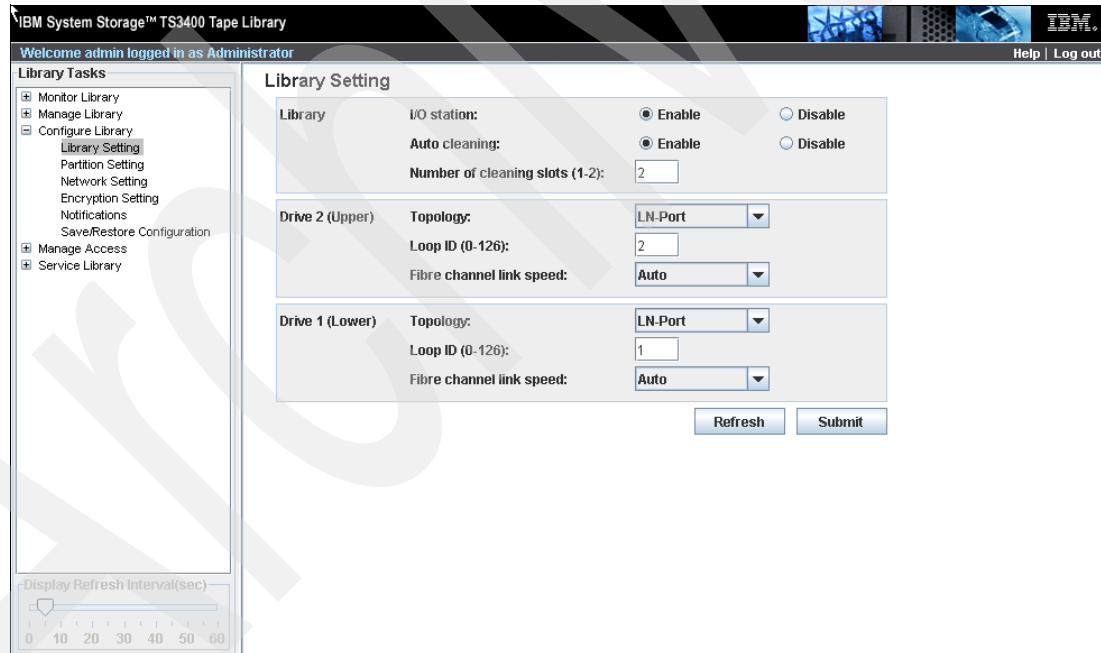 IBM System Storage™ TS3400 Tape Library
IBM.
Welcome admin logged in as Administrator
Help | Log out
Library Tasks
Monitor Library
Manage Library
Configure Library
Library Setting
Partition Setting
Network Setting
Encryption Setting
Notifications
Save/Restore Configuration
Manage Access
Service Library
Display Refresh Interval(sec)
0 10 20 30 40 50 60
Library Setting
Library I/O station: Enable Disable
Auto cleaning: Enable Disable
Number of cleaning slots (1-2): 2
Drive 2 (Upper) Topology: LN-Port
Loop ID (0-126): 2
Fibre channel link speed: Auto
Drive 1 (Lower) Topology: LN-Port
Loop ID (0-126): 1
Fibre channel link speed: Auto
Refresh Submit